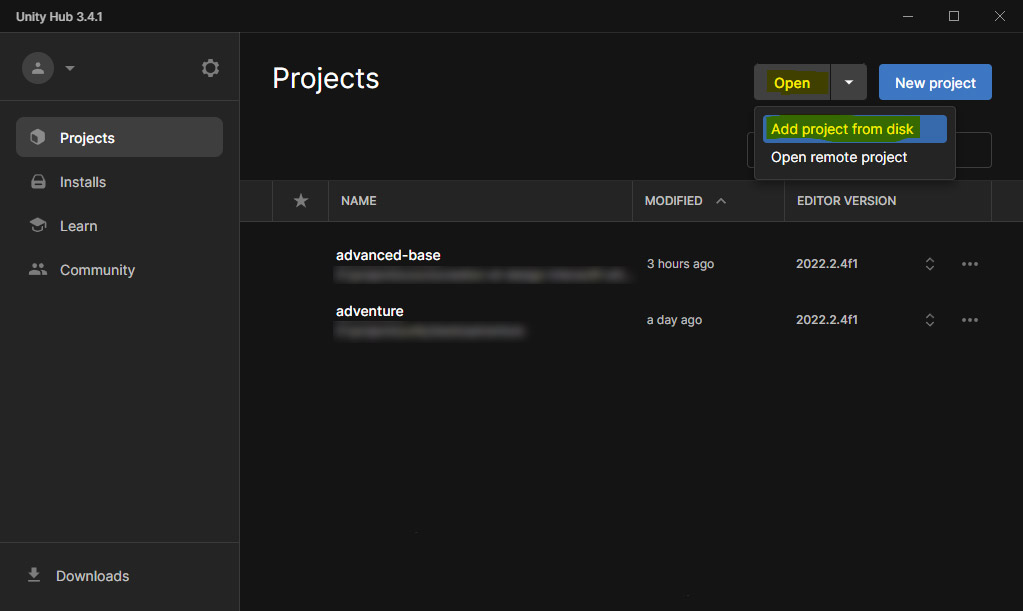 Unity Hub 3.4.1
Projects
Open
New project
Add project from disk
Open remote project
Projects
Installs
Learn
Community
NAME
MODIFIED
EDITOR VERSION
advanced-base
3 hours ago
2022.2.4f1
adventure
a day ago
2022.2.4f1
Downloads